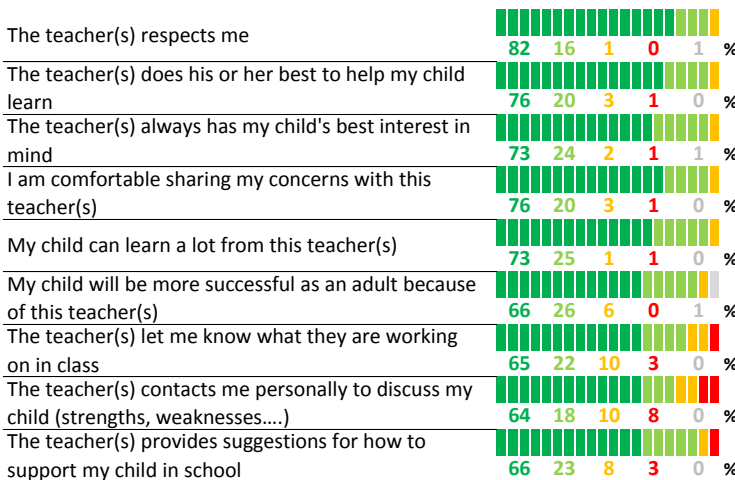 The teacher(s) respects me
82 16 1 0 1 %
The teacher(s) does his or her best to help my child
learn
76 20 3 1 0 %
The teacher(s) always has my child's best interest in
mind
73 24 2 1 1 %
I am comfortable sharing my concerns with this
teacher(s)
76 20 3 1 0 %
My child can learn a lot from this teacher(s)
73 25 1 1 0 %
My child will be more successful as an adult because
of this teacher(s)
66 26 6 0 1 %
The teacher(s) let me know what they are working
on in class
65 22 10 3 0 %
The teacher(s) contacts me personally to discuss my
child (strengths, weaknesses....)
64 18 10 8 0 %
The teacher(s) provides suggestions for how to
support my child in school
66 23 8 3 0 %